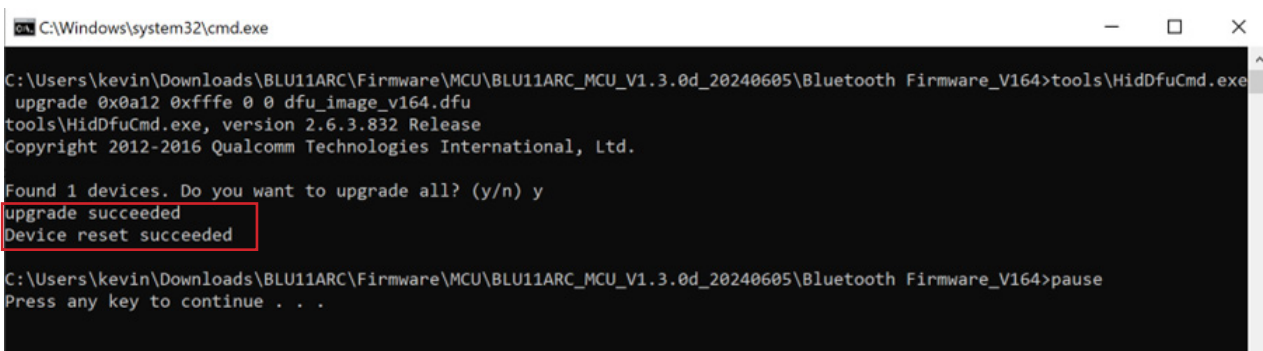 C:\Windows\system32\cmd.exe
C:\Users\kevin\Downloads\BLU11ARC\Firmware\MCU\BLU11ARC_MCU_V1.3.0d_20240605\Bluetooth Firmware_V164>tools\HidDfuCmd.exe
upgrade 0x0a12 0xfffe 0 0 dfu_image_v164.dfu
tools\HidDfuCmd.exe, version 2.6.3.832 Release
Copyright 2012-2016 Qualcomm Technologies International, Ltd.
Found 1 devices. Do you want to upgrade all? (y/n) y
upgrade succeeded
Device reset succeeded
C:\Users\kevin\Downloads\BLU11ARC\Firmware\MCU\BLU11ARC_MCU_V1.3.0d_20240605\Bluetooth Firmware_V164>pause
Press any key to continue . . .